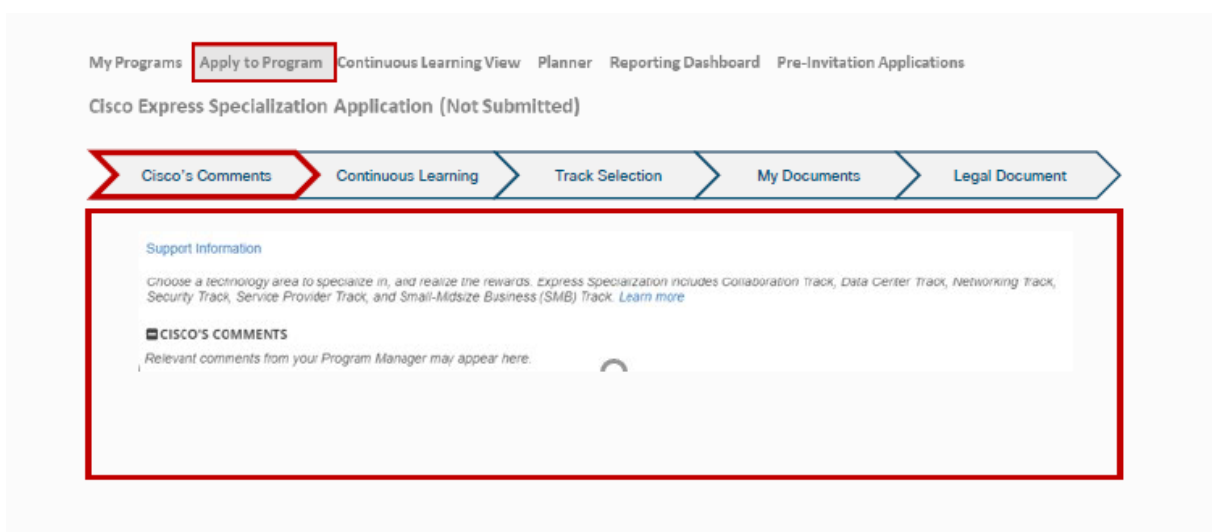 My Programs Apply to Program Continuous Learning View Planner Reporting Dashboard Pre-Invitation Applications
Cisco Express Specialization Application (Not Submitted)
Cisco's Comments Continuous Learning Track Selection My Documents Legal Document
Support Information
Choose a technology area to specialize in, and realize the rewards. Express Specialization includes Collaboration Track, Data Center Track, Networking Track,
Security Track, Service Provider Track, and Small-Midsize Business (SMB) Track. Learn more
CISCO'S COMMENTS
Relevant comments from your Program Manager may appear here.